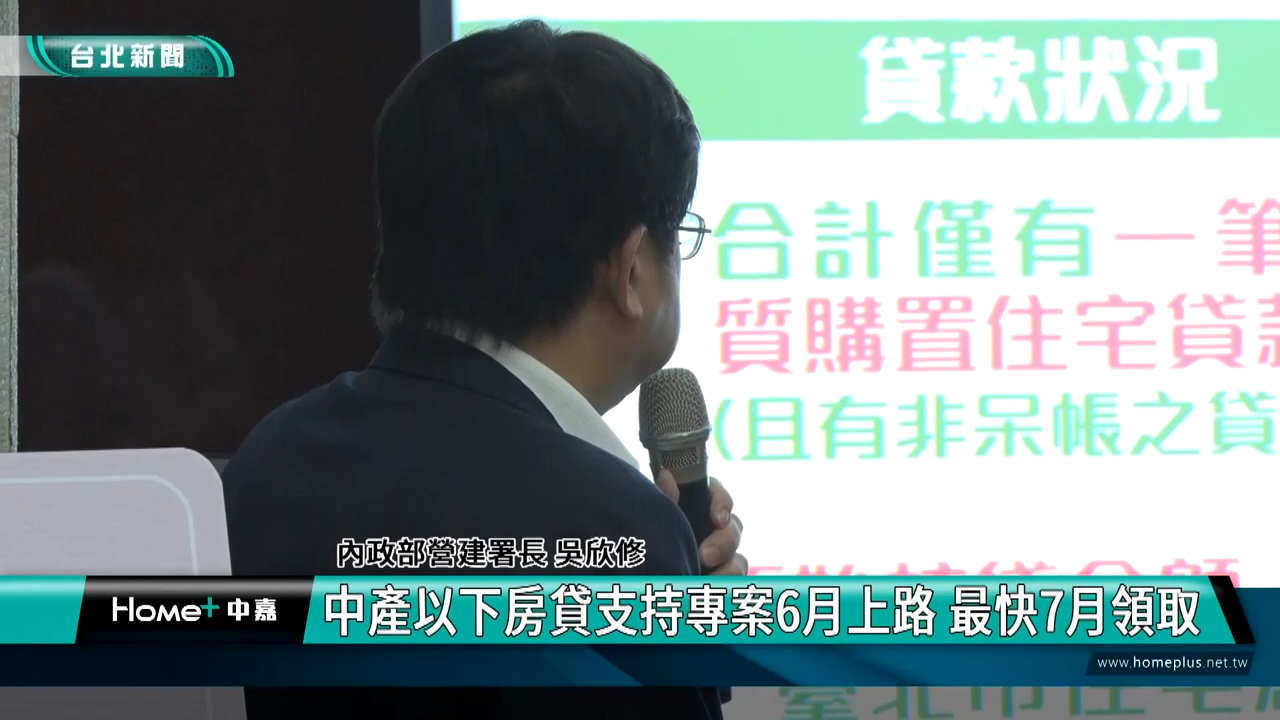 台北新聞
貸款狀況
合計僅有一筆
質購置住宅貸款
(且有非呆帳之貸
內政部營建署長 吳欣修
Home+ 中嘉
中產以下房貸支持專案6月上路 最快7月領取
www.homeplus.net.tw